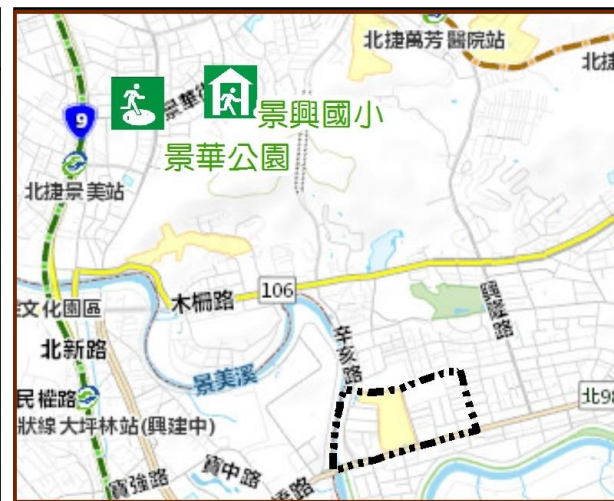 北捷萬芳醫院站
北捷
景華街
景興國小
景華公園
9
北捷景美站
106
木柵路
文化園區
辛亥路
興隆路
北新路
景美溪
民權路
狀線大坪林站(興建中)
北98
寶中路
寶強路